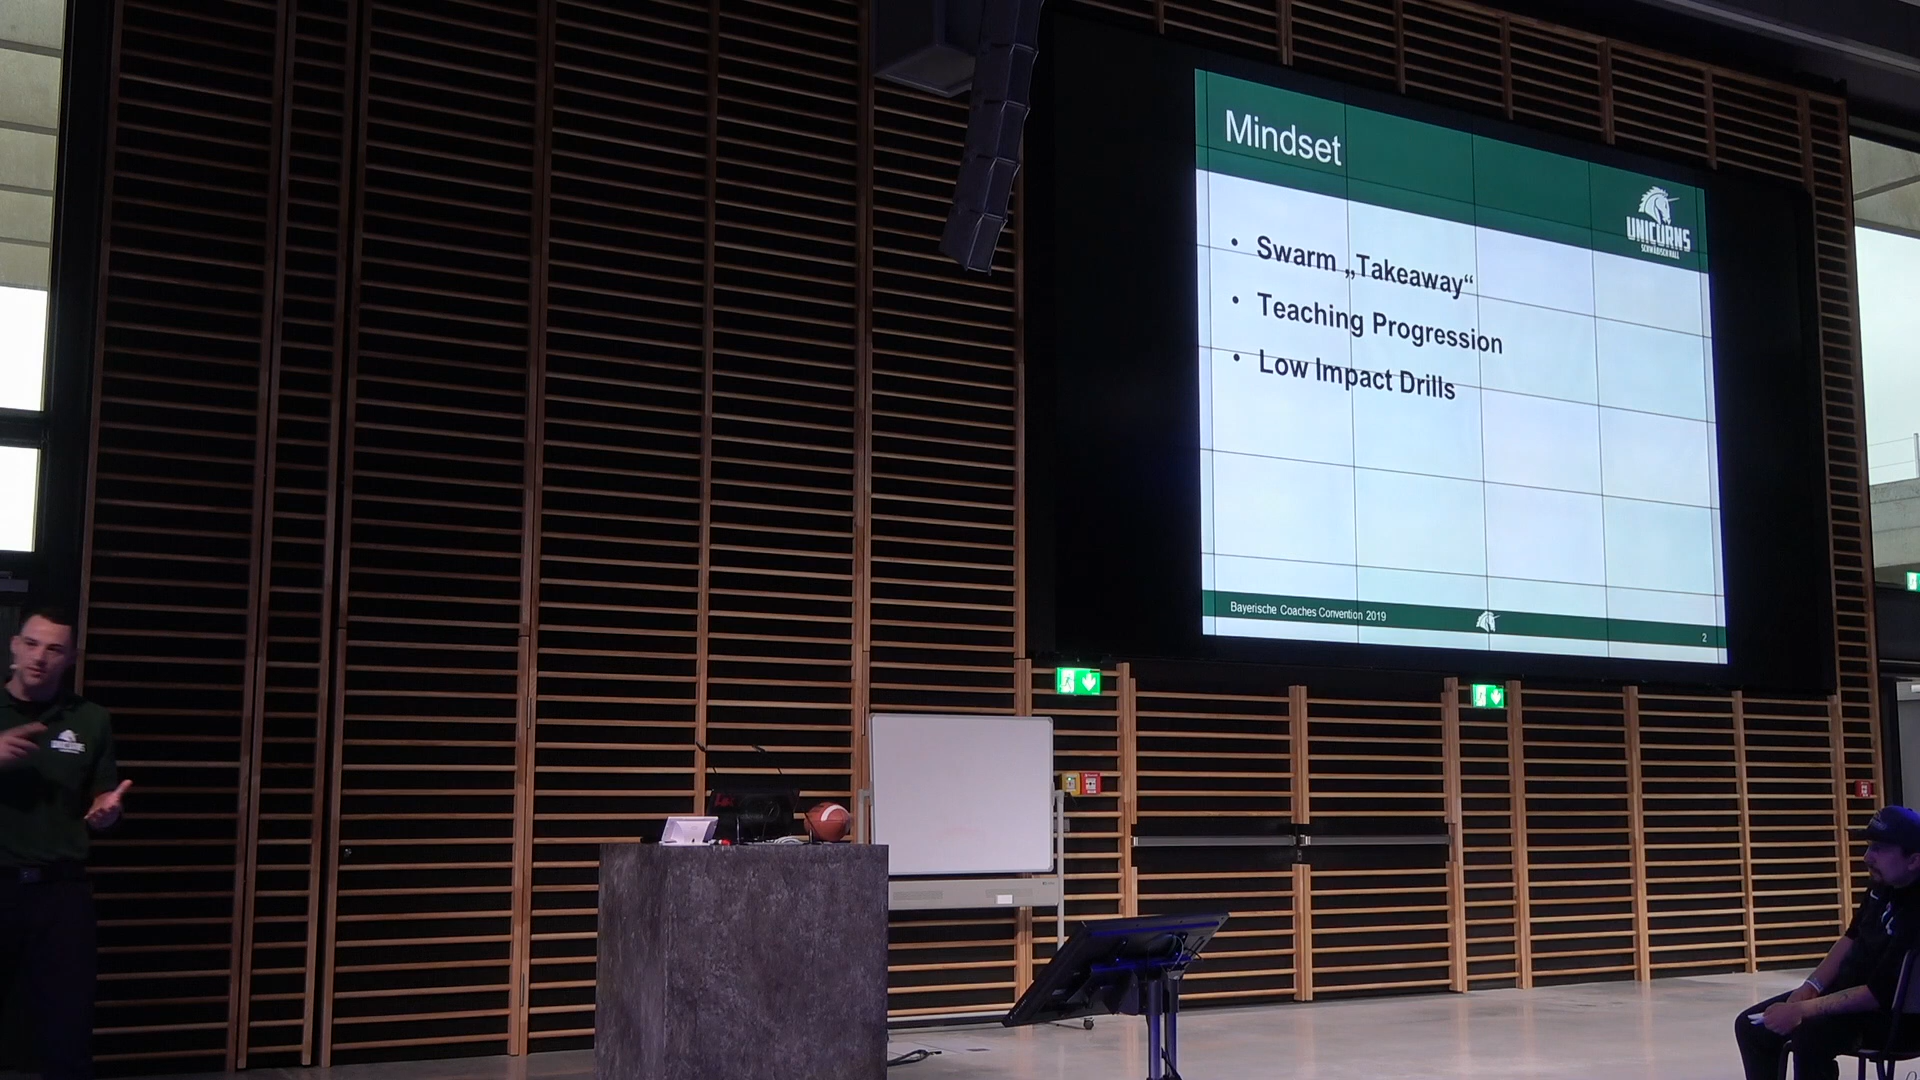 Mindset
UNICORNS
SCHWÄBISCH HALL
• Swarm „Takeaway“
• Teaching Progression
• Low Impact Drills
Bayerische Coaches Convention 2019
2